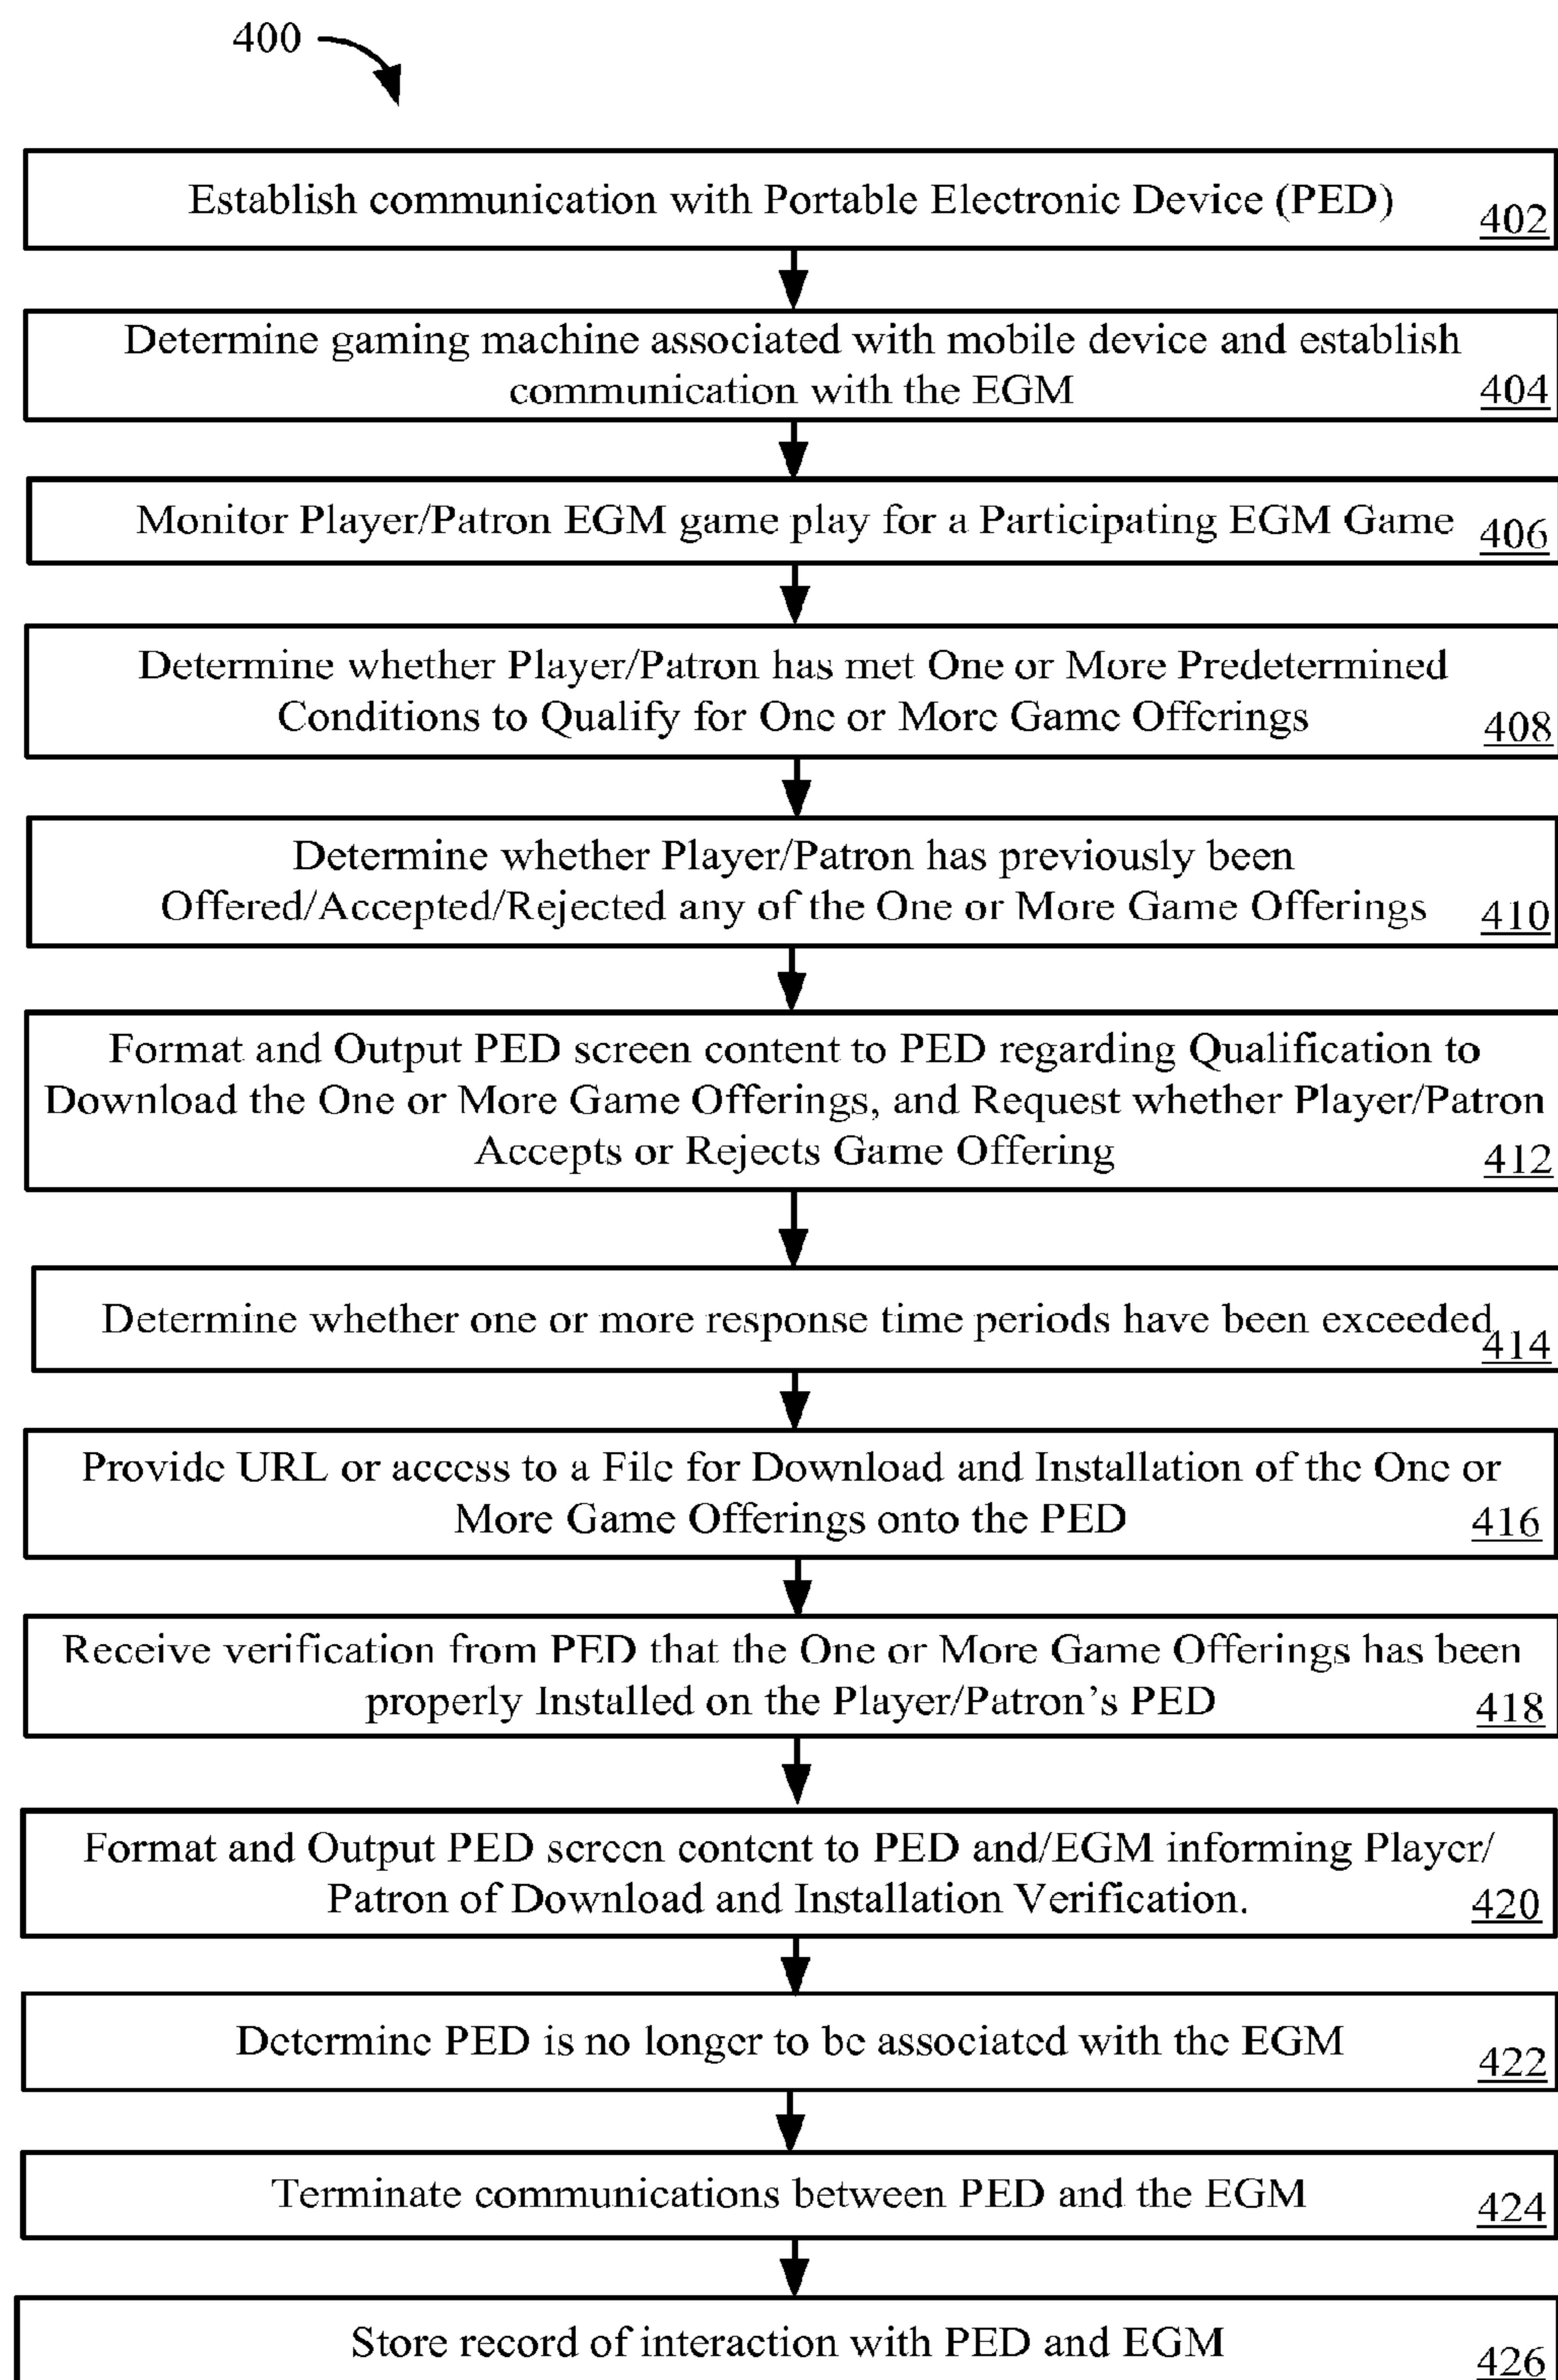 400
Establish communication with Portable Electronic Device (PED)
402
Determine gaming machine associated with mobile device and establish
communication with the EGM
404
Monitor Player/Patron EGM game play for a Participating EGM Game
406
Determine whether Player/Patron has met One or More Predetermined
Conditions to Qualify for One or More Game Offerings
408
Determine whether Player/Patron has previously been
Offered/Accepted/Rejected any of the One or More Game Offerings
410
Format and Output PED screen content to PED regarding Qualification to
Download the One or More Game Offerings, and Request whether Player/Patron
Accepts or Rejects Game Offering
412
Determine whether one or more response time periods have been exceeded
414
Provide URL or access to a File for Download and Installation of the One or
More Game Offerings onto the PED
416
Receive verification from PED that the One or More Game Offerings has been
properly Installed on the Player/Patron's PED
418
Format and Output PED screen content to PED and/EGM informing Player/
Patron of Download and Installation Verification.
420
Determine PED is no longer to be associated with the EGM
422
Terminate communications between PED and the EGM
424
Store record of interaction with PED and EGM
426